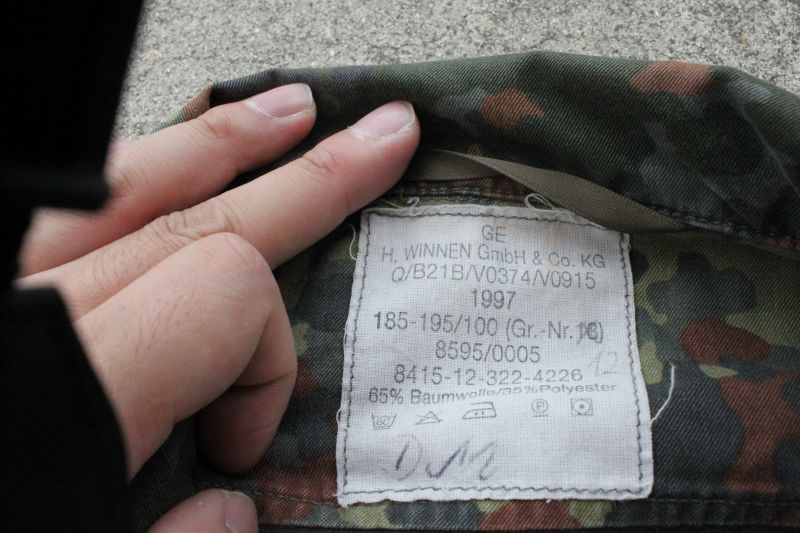 GE
H. WINNEN GmbH & Co. KG
Q/B21B/V0374/V0915
1997
185-195/100 (Gr.-Nr.
8595/0005
8415-12-322-4226
12
65% Baumwolle/35% Polyester
60
P